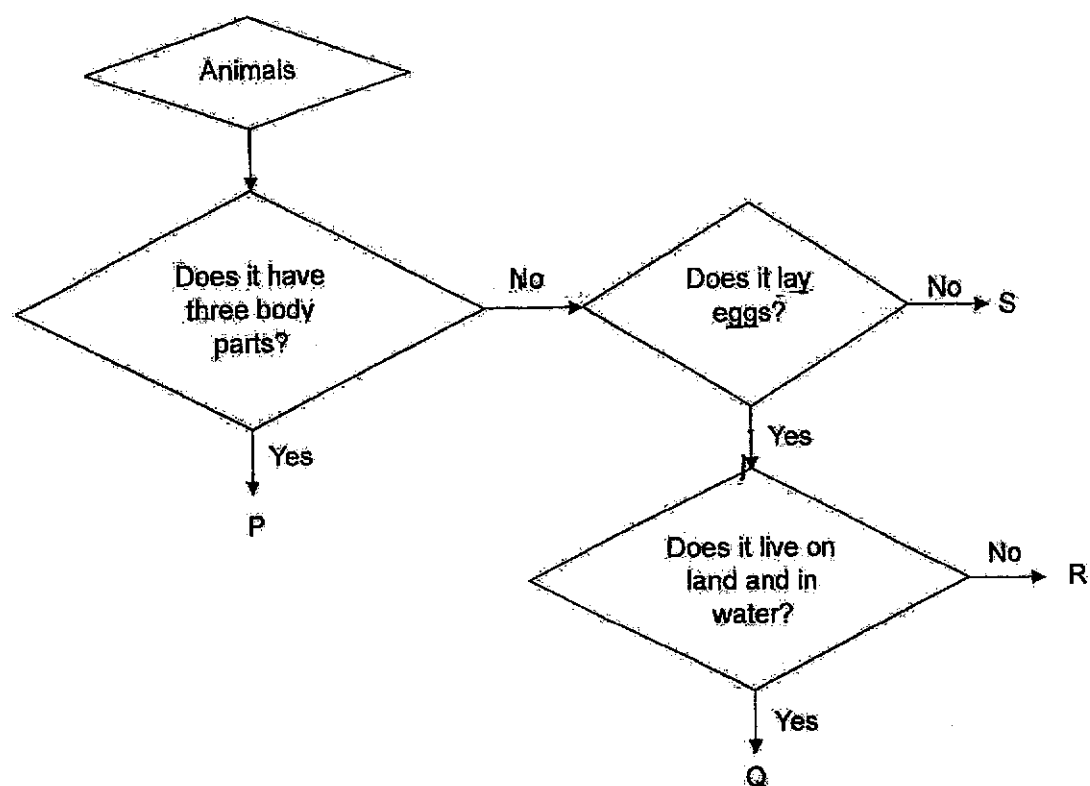 Animals
Does it have
three body
parts?
No
Does it lay
eggs?
No
S
Yes
P
Yes
Does it live on
land and in
water?
No
R
Yes
Q